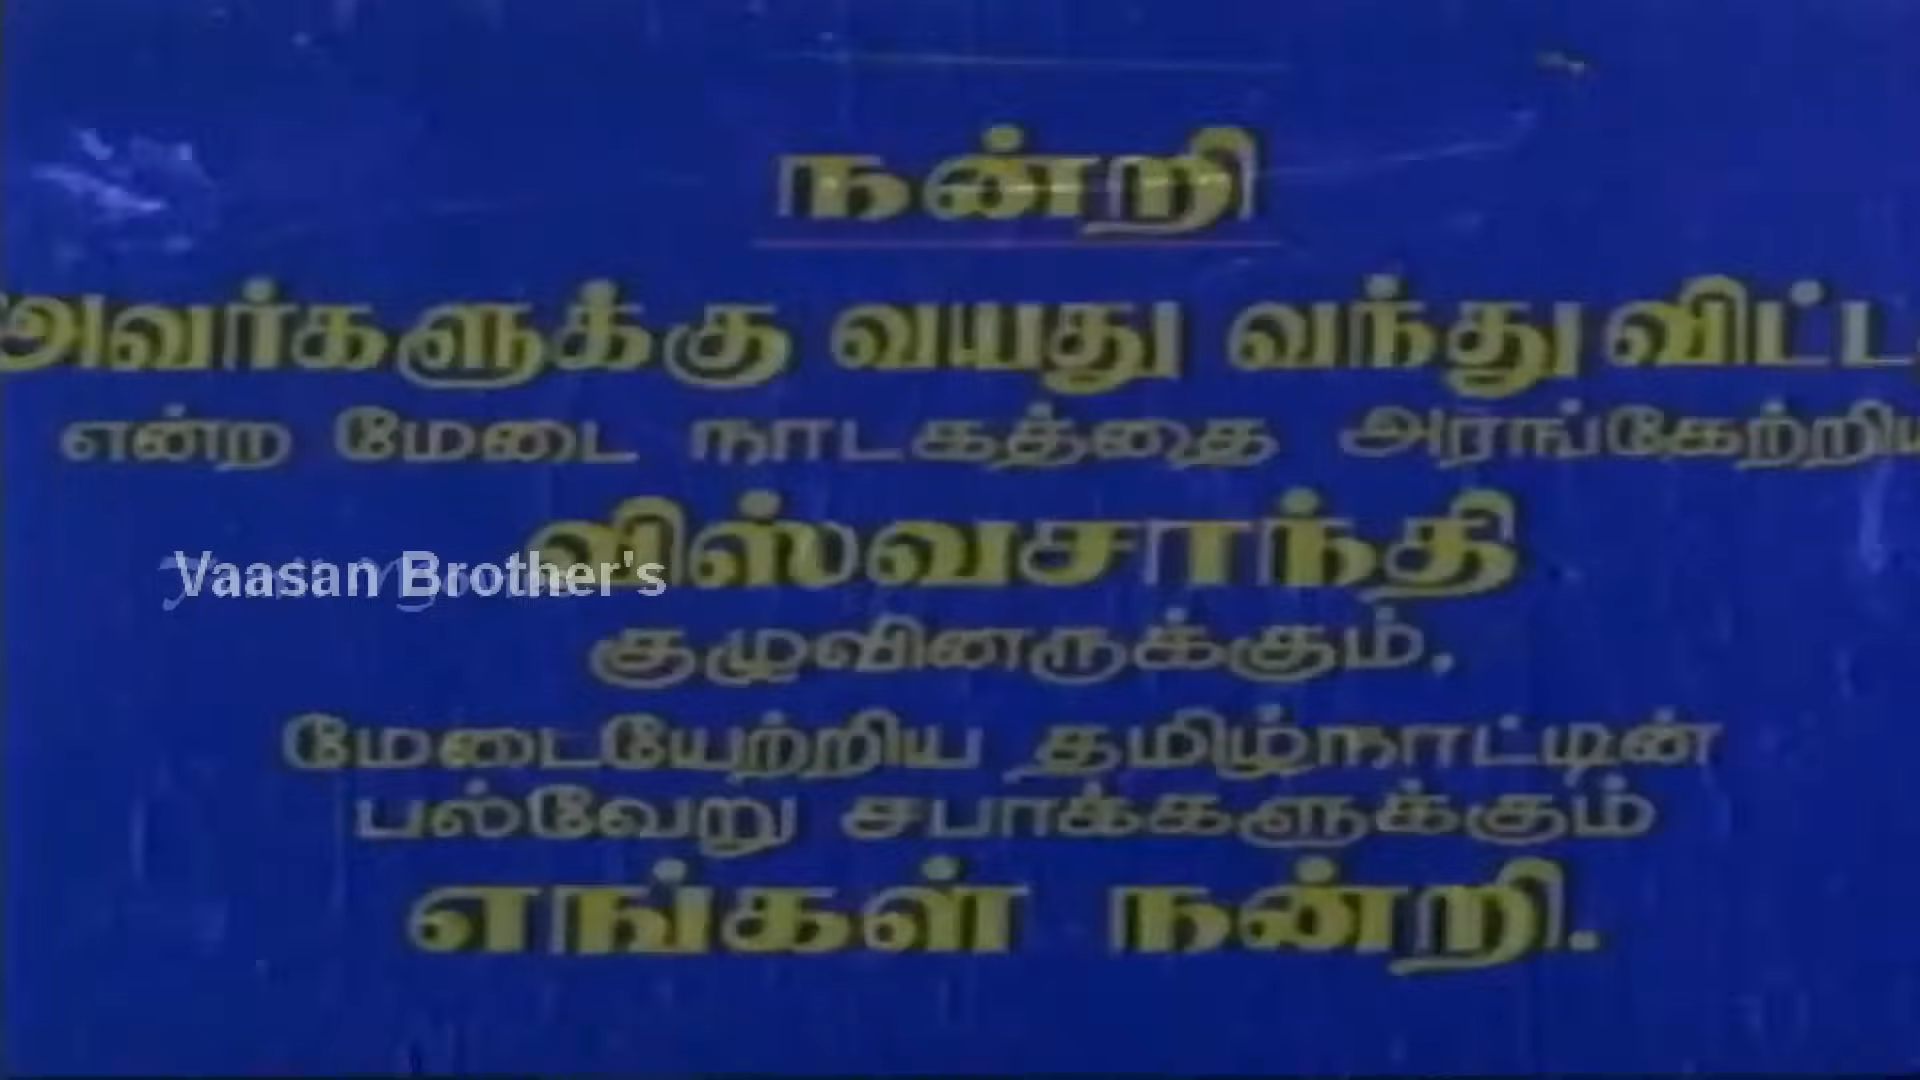 நன்றி
அவர்களுக்கு வயது வந்துவிட்ட
என்ற மேடை நாடகத்தை அரங்கேற்றிய
விஸ்வசாந்தி
Vaasan Brother's
குழுவினருக்கும்,
மேடையேற்றிய தமிழ்நாட்டின்
பல்வேறு சபாக்களுக்கும்
எங்கள் நன்றி.